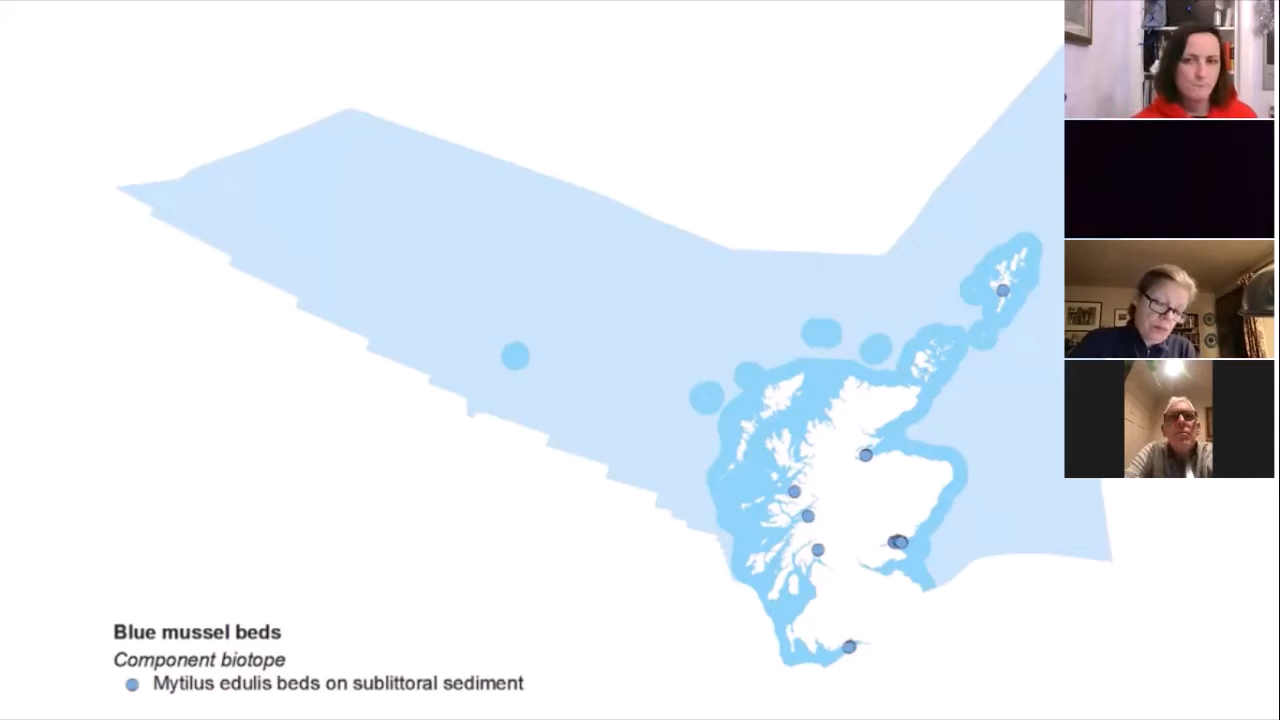 Blue mussel beds
Component biotope
Mytilus edulis beds on sublittoral sediment